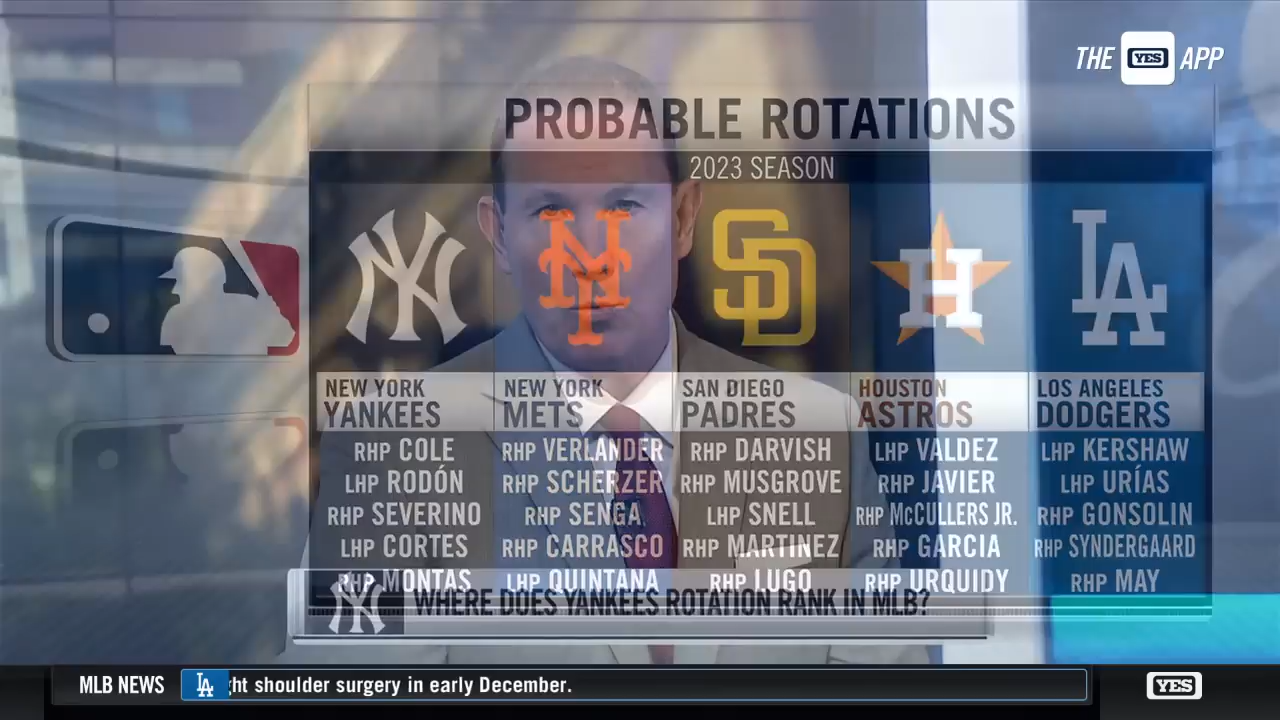 THE YES APP
PROBABLE ROTATIONS
2023 SEASON
NEW YORK
YANKEES
RHP COLE
LHP RODÓN
RHP SEVERINO
LHP CORTES
RHP MONTAS
NEW YORK
METS
RHP VERLANDER
RHP SCHERZER
RHP SENGA
RHP CARRASCO
LHP QUINTANA
SAN DIEGO
PADRES
RHP DARVISH
RHP MUSGROVE
LHP SNELL
RHP MARTINEZ
RHP LUGO
HOUSTON
ASTROS
LHP VALDEZ
RHP JAVIER
RHP McCULLERS JR.
RHP GARCIA
RHP URQUIDY
LOS ANGELES
DODGERS
LHP KERSHAW
LHP URÍAS
RHP GONSOLIN
RHP SYNDERGAARD
RHP MAY
WHERE DOES YANKEES ROTATION RANK IN MLB?
MLB NEWS LA ght shoulder surgery in early December. YES